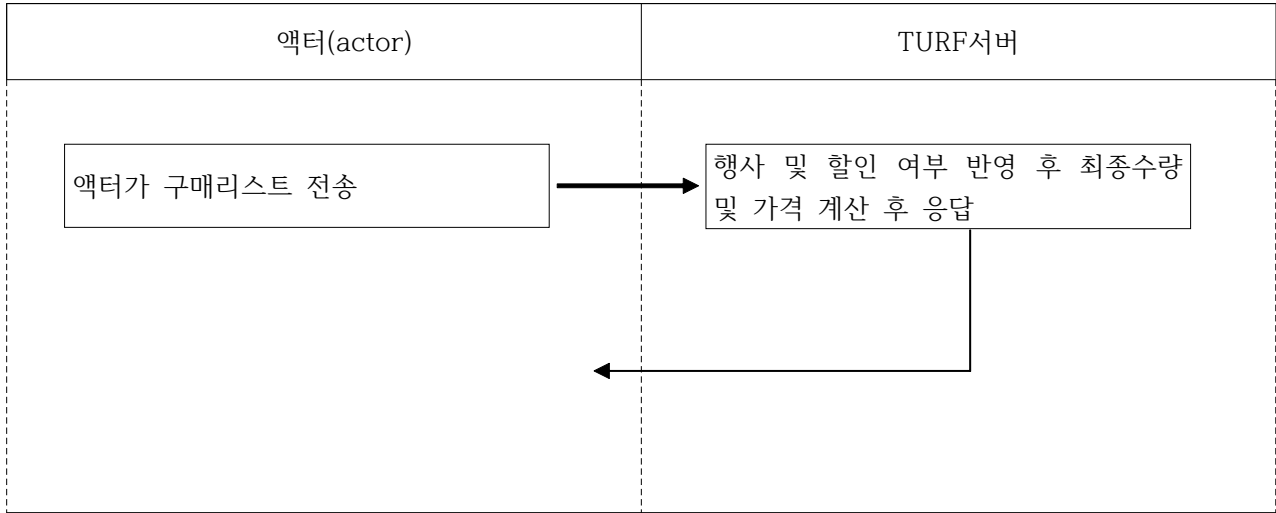 액터(actor)
TURF서버
액터가 구매리스트 전송
행사 및 할인 여부 반영 후 최종수량
및 가격 계산 후 응답